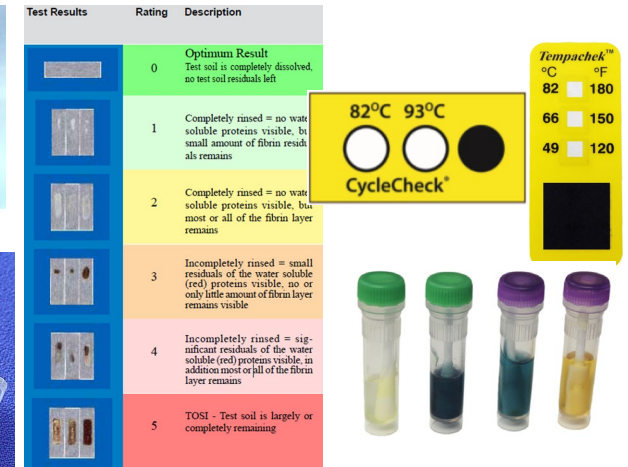 Test Results Rating Description
Optimum Result
0 Test soil is completely dissolved,
no test soil residuals left
Completely rinsed = no wate
1 soluble proteins visible, bu
small amount of fibrin residu
als remains
Completely rinsed = no wate
2 soluble proteins visible, but
most or all of the fibrin layer
remains
Incompletely rinsed = small
3 residuals of the water soluble
(red) proteins visible, no or
only little amount of fibrin layer
remains visible
Incompletely rinsed = sig-
4 nificant residuals of the water
soluble (red) proteins visible, in
addition most or all of the fibrin
layer remains
5 TOSI - Test soil is largely or
completely remaining
82°C 93°C
CycleCheck®
Tempachek™
°C °F
82 180
66 150
49 120